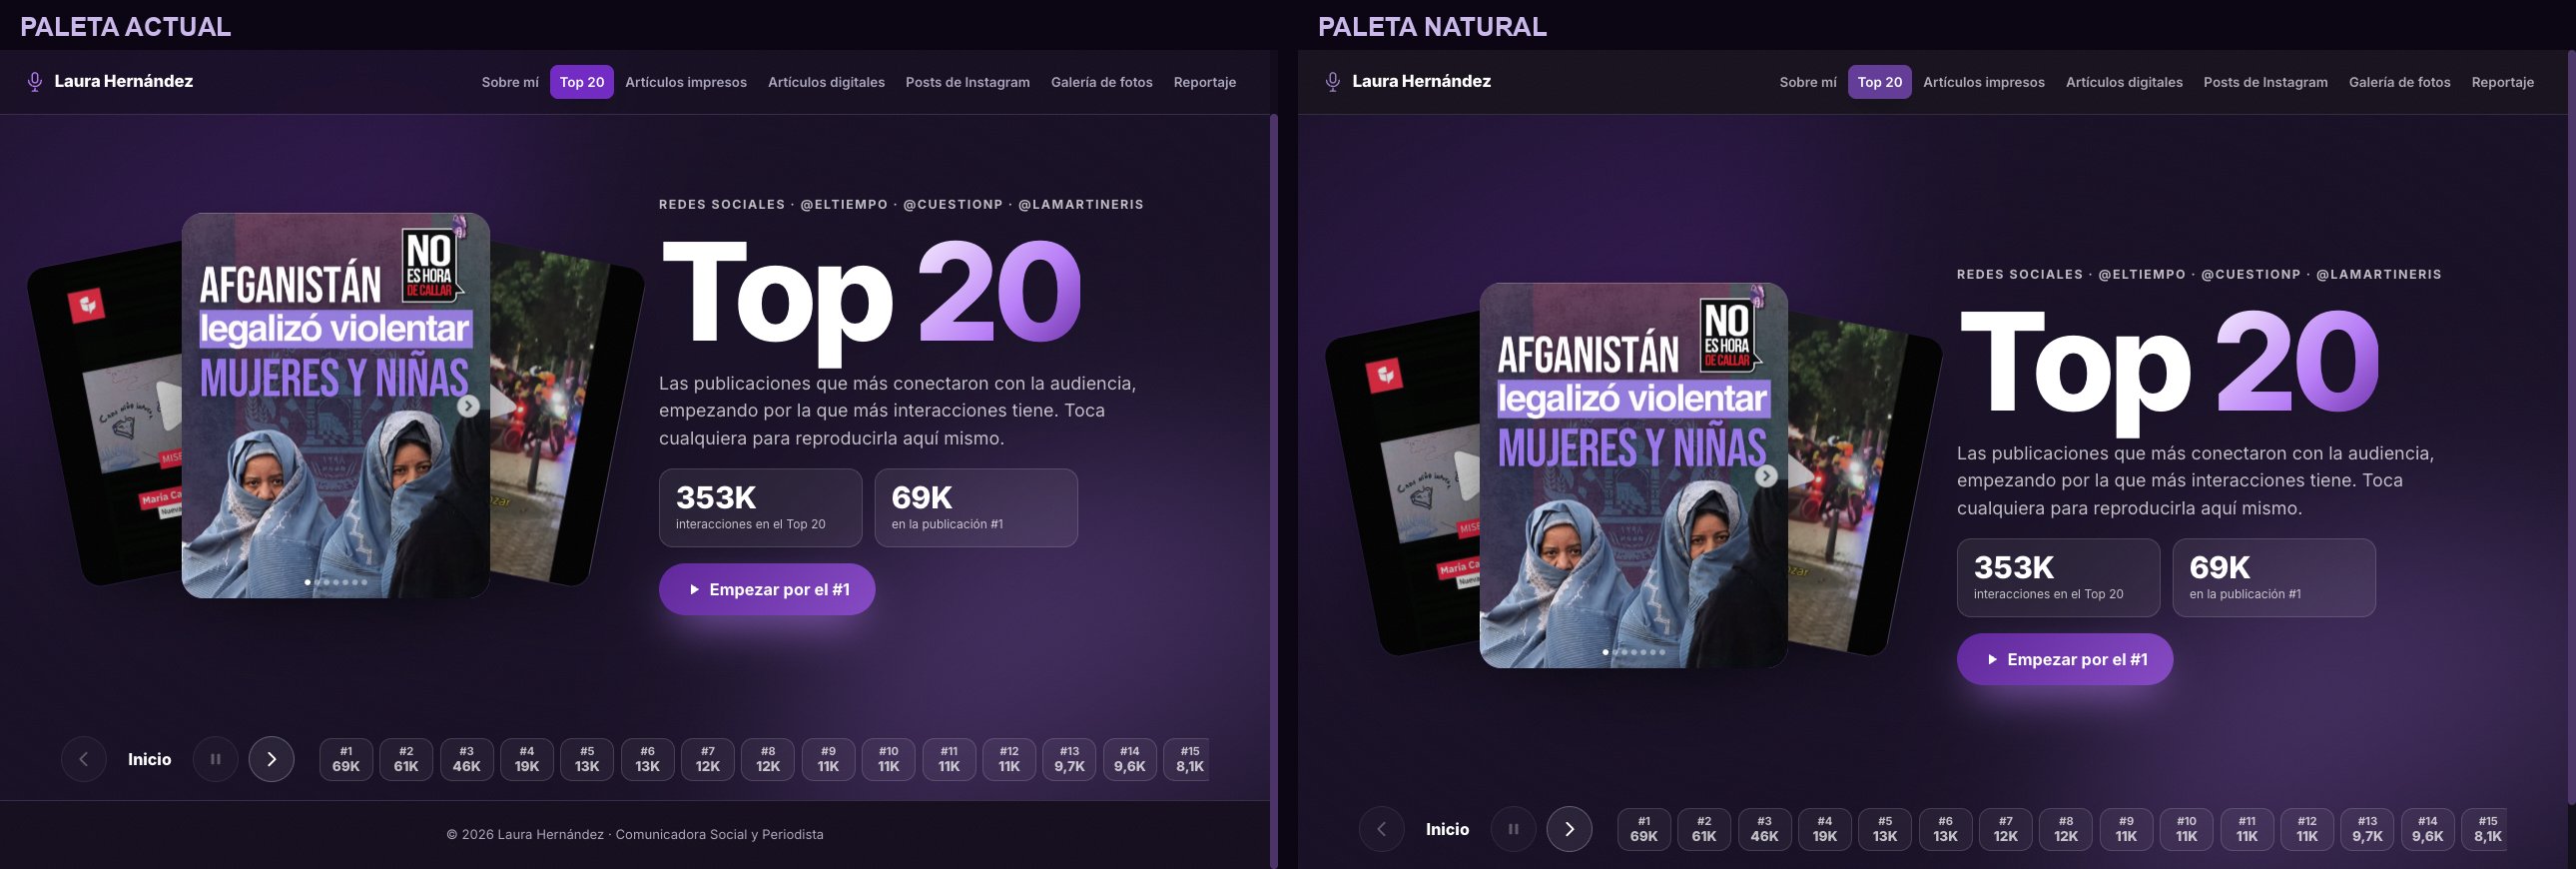 PALETA ACTUAL
Laura Hernández
Sobre mí
Top 20
Artículos impresos
Artículos digitales
Posts de Instagram
Galería de fotos
Reportaje
NO
ES HORA
DE CALLAR
AFGANISTÁN
legalizó violentar
MUJERES Y NIÑAS
María Ca
REDES SOCIALES · @ELTIEMPO · @CUESTIONP · @LAMARTINERIS
Top 20
Las publicaciones que más conectaron con la audiencia,
empezando por la que más interacciones tiene. Toca
cualquiera para reproducirla aquí mismo.
353K
interacciones en el Top 20
69K
en la publicación #1
Empezar por el #1
Inicio
#1 #2 #3 #4 #5 #6 #7 #8 #9 #10 #11 #12 #13 #14 #15
69K 61K 46K 19K 13K 13K 12K 12K 11K 11K 11K 11K 9,7K 9,6K 8,1K
© 2026 Laura Hernández · Comunicadora Social y Periodista
PALETA NATURAL
Laura Hernández
Sobre mí
Top 20
Artículos impresos
Artículos digitales
Posts de Instagram
Galería de fotos
Reportaje
NO
ES HORA
DE CALLAR
AFGANISTÁN
legalizó violentar
MUJERES Y NIÑAS
María Ca
REDES SOCIALES · @ELTIEMPO · @CUESTIONP · @LAMARTINERIS
Top 20
Las publicaciones que más conectaron con la audiencia,
empezando por la que más interacciones tiene. Toca
cualquiera para reproducirla aquí mismo.
353K
interacciones en el Top 20
69K
en la publicación #1
Empezar por el #1
Inicio
#1 #2 #3 #4 #5 #6 #7 #8 #9 #10 #11 #12 #13 #14 #15
69K 61K 46K 19K 13K 13K 12K 12K 11K 11K 11K 11K 9,7K 9,6K 8,1K